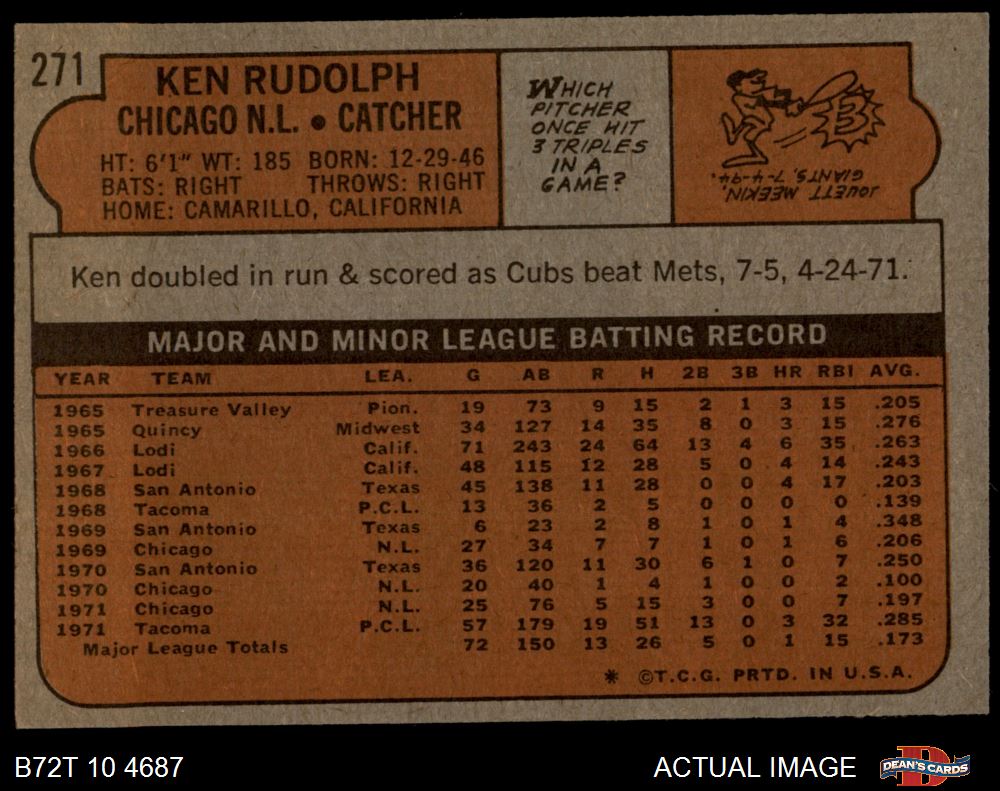 271
KEN RUDOLPH
CHICAGO N.L. • CATCHER
HT: 6'1" WT: 185 BORN: 12-29-46
BATS: RIGHT THROWS: RIGHT
HOME: CAMARILLO, CALIFORNIA
WHICH
PITCHER
ONCE HIT
3 TRIPLES
IN A
GAME?
3
JOUETT MEEKIN,
GIANTS, 7-4-94.
Ken doubled in run & scored as Cubs beat Mets, 7-5, 4-24-71.
MAJOR AND MINOR LEAGUE BATTING RECORD
YEAR TEAM LEA. G AB R H 2B 3B HR RBI AVG.
1965 Treasure Valley Pion. 19 73 9 15 2 1 3 15 .205
1965 Quincy Midwest 34 127 14 35 8 0 3 15 .276
1966 Lodi Calif. 71 243 24 64 13 4 6 35 .263
1967 Lodi Calif. 48 115 12 28 5 0 4 14 .243
1968 San Antonio Texas 45 138 11 28 0 0 4 17 .203
1968 Tacoma P.C.L. 13 36 2 5 0 0 0 0 .139
1969 San Antonio Texas 6 23 2 8 1 0 1 4 .348
1969 Chicago N.L. 27 34 7 7 1 0 1 6 .206
1970 San Antonio Texas 36 120 11 30 6 1 0 7 .250
1970 Chicago N.L. 20 40 1 4 1 0 0 2 .100
1971 Chicago N.L. 25 76 5 15 3 0 0 7 .197
1971 Tacoma P.C.L. 57 179 19 51 13 0 3 32 .285
Major League Totals 72 150 13 26 5 0 1 15 .173
* ©T.C.G. PRTD. IN U.S.A.
B72T 10 4687
ACTUAL IMAGE
D
DEAN'S CARDS